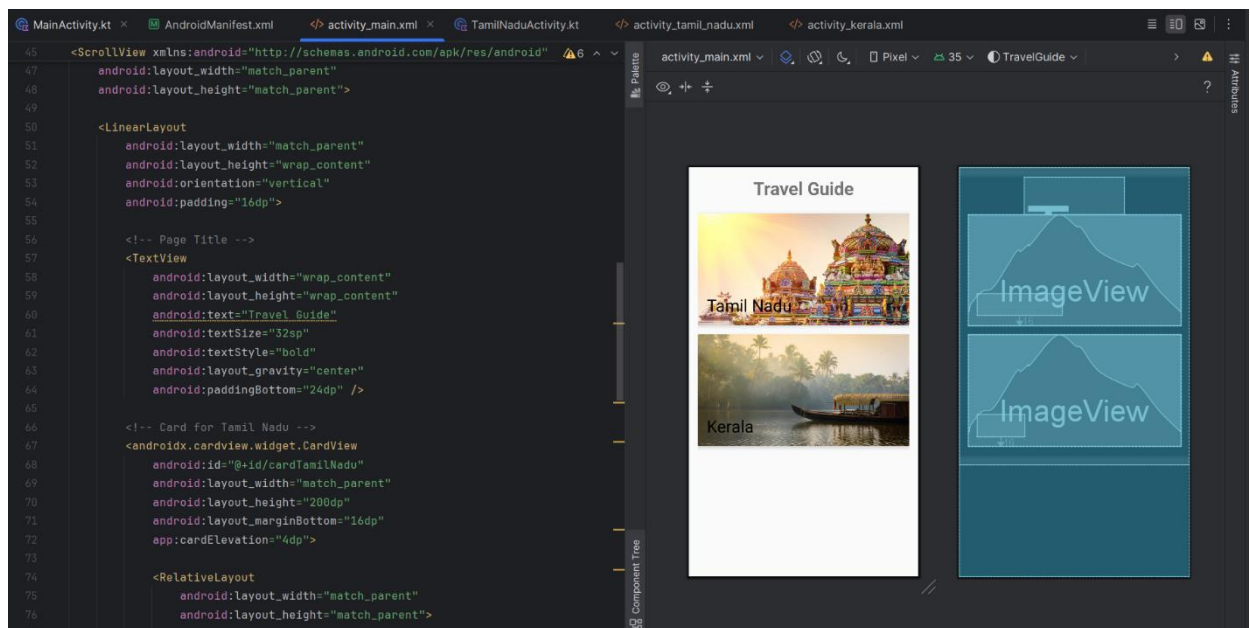 MainActivity.kt
AndroidManifest.xml
activity_main.xml
TamilNaduActivity.kt
activity_tamil_nadu.xml
activity_kerala.xml
45 <ScrollView xmlns:android="http://schemas.android.com/apk/res/android"
6
47 android:layout_width="match_parent"
48 android:layout_height="match_parent">
49
50 <LinearLayout
51 android:layout_width="match_parent"
52 android:layout_height="wrap_content"
53 android:orientation="vertical"
54 android:padding="16dp">
55
56 <!-- Page Title -->
57 <TextView
58 android:layout_width="wrap_content"
59 android:layout_height="wrap_content"
60 android:text="Travel Guide"
61 android:textSize="32sp"
62 android:textStyle="bold"
63 android:layout_gravity="center"
64 android:paddingBottom="24dp" />
65
66 <!-- Card for Tamil Nadu -->
67 <androidx.cardview.widget.CardView
68 android:id="@+id/cardTamilNadu"
69 android:layout_width="match_parent"
70 android:layout_height="200dp"
71 android:layout_marginBottom="16dp"
72 app:cardElevation="4dp">
73
74 <RelativeLayout
75 android:layout_width="match_parent"
76 android:layout_height="match_parent">
Palette
Component Tree
activity_main.xml
Pixel
35
TravelGuide
?
Attributes
Travel Guide
Tamil Nadu
Kerala
ImageView
16
ImageView
16